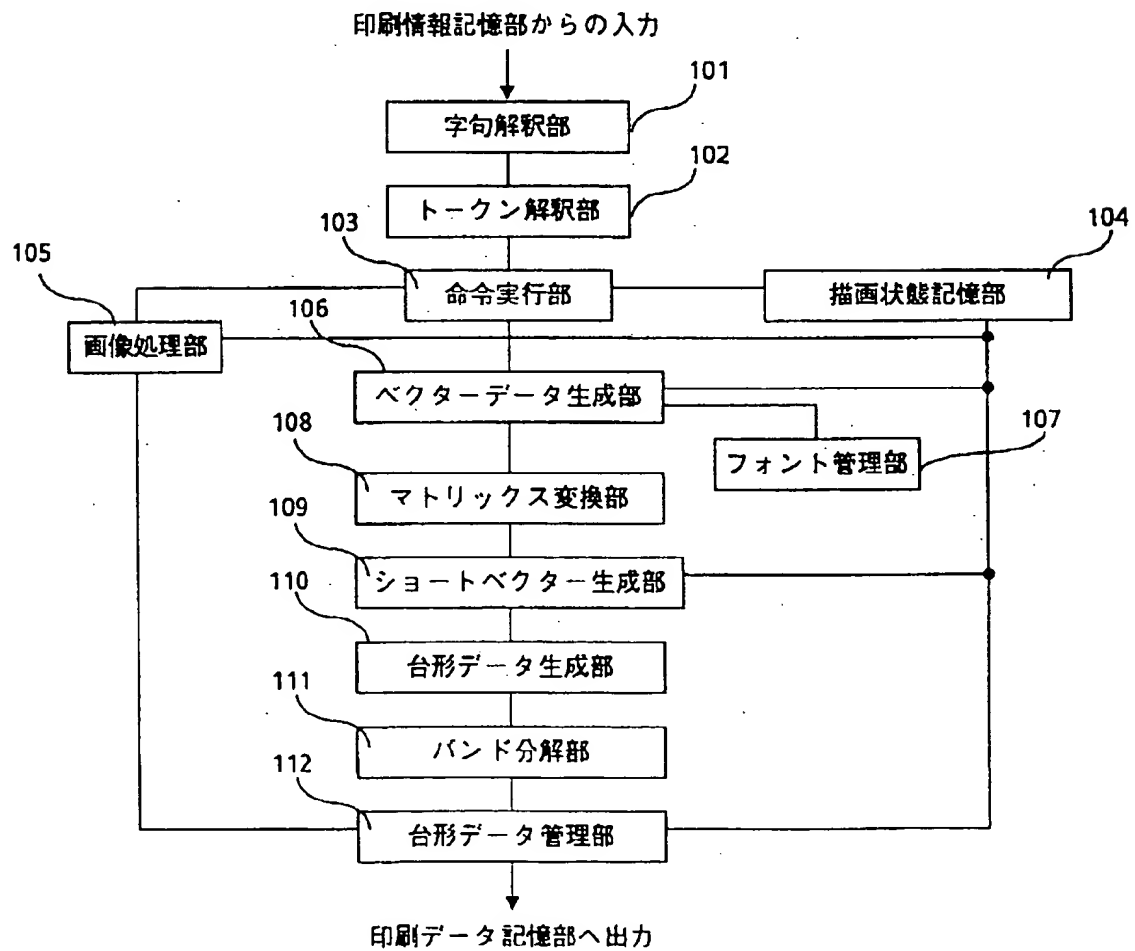 印刷情報記憶部からの入力
101
字句解釈部
102
トークン解釈部
103
104
105
命令実行部
描画状態記憶部
106
画像処理部
ベクターデータ生成部
107
108
フォント管理部
マトリックス変換部
109
ショートベクター生成部
110
台形データ生成部
111
バンド分解部
112
台形データ管理部
印刷データ記憶部へ出力